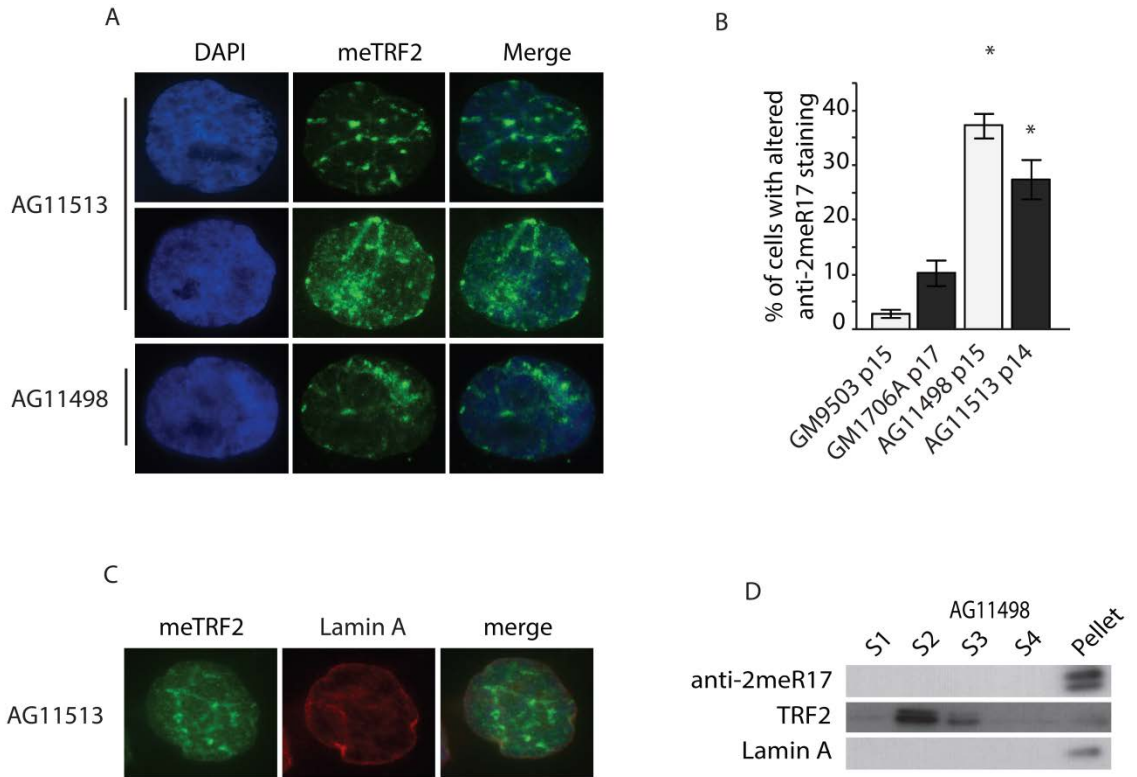 A
DAPI meTRF2 Merge
AG11513
AG11498
B
% of cells with altered
anti-2meR17 staining
40
30
20
10
0
*
*
GM9503 p15
GM1706A p17
AG11498 p15
AG11513 p14
C
meTRF2 Lamin A merge
AG11513
D
AG11498
S1 S2 S3 S4 Pellet
anti-2meR17
TRF2
Lamin A